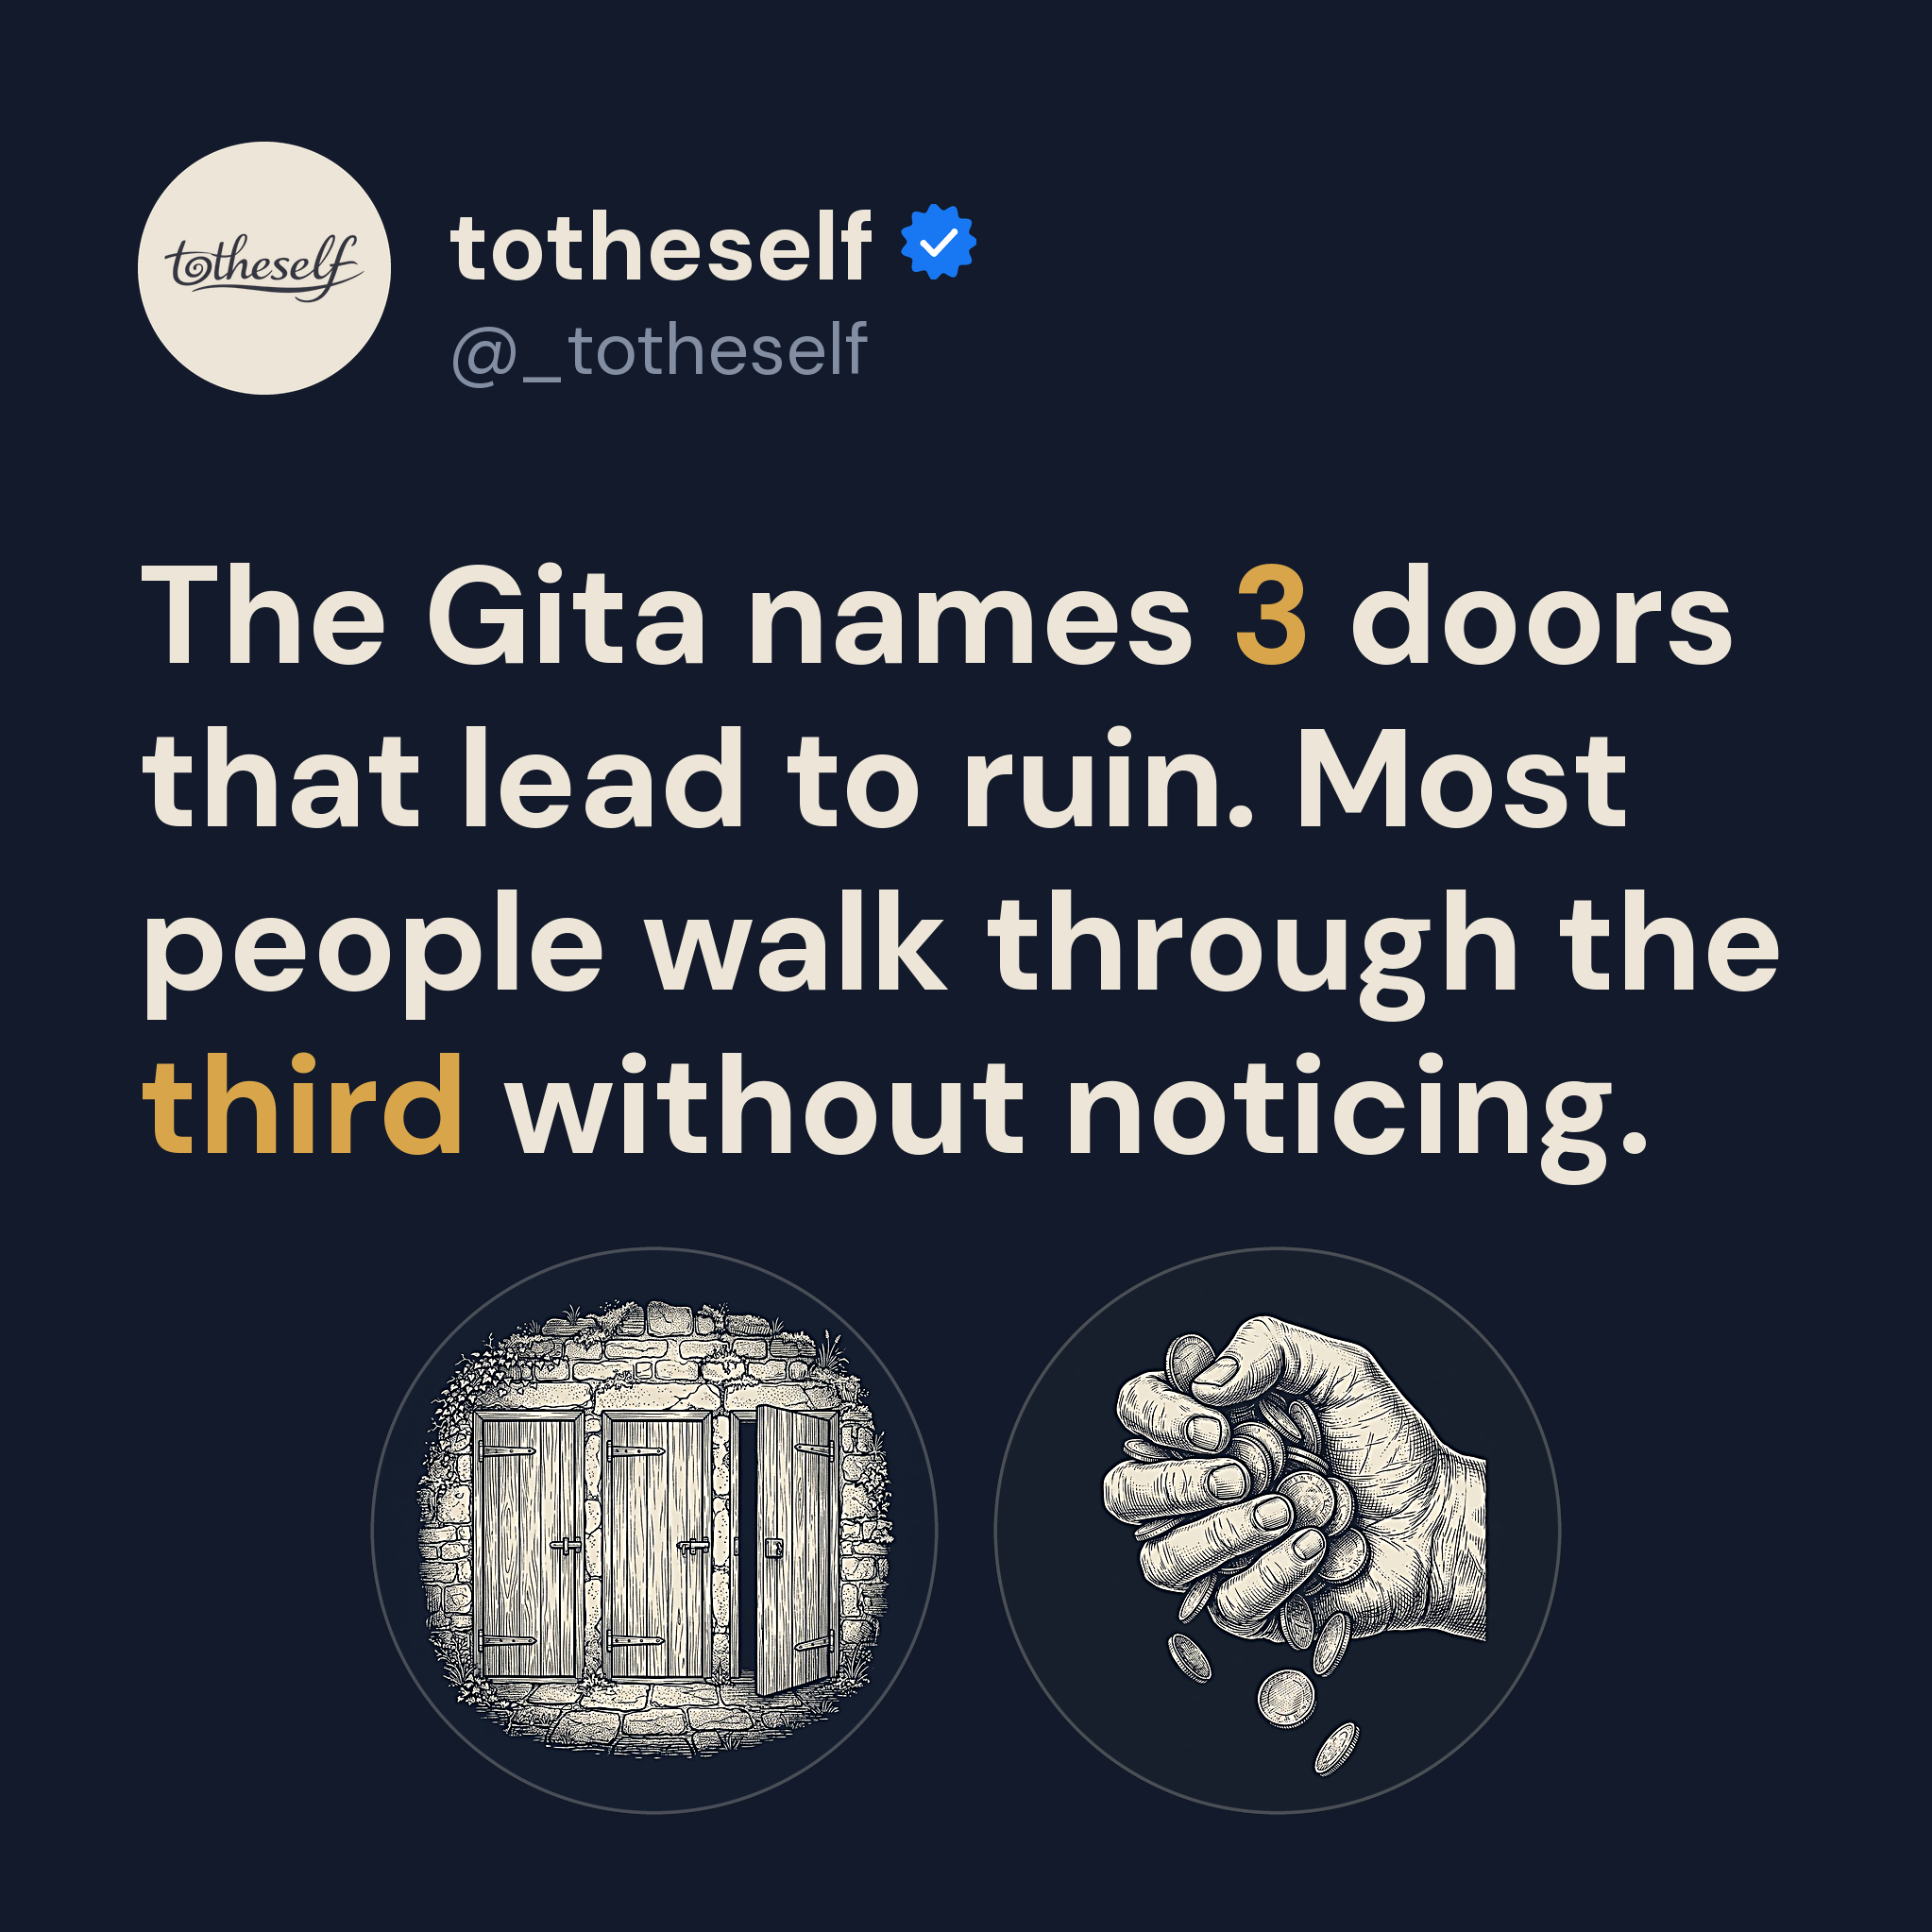 totheself
totheself
@_totheself
The Gita names 3 doors
that lead to ruin. Most
people walk through the
third without noticing.